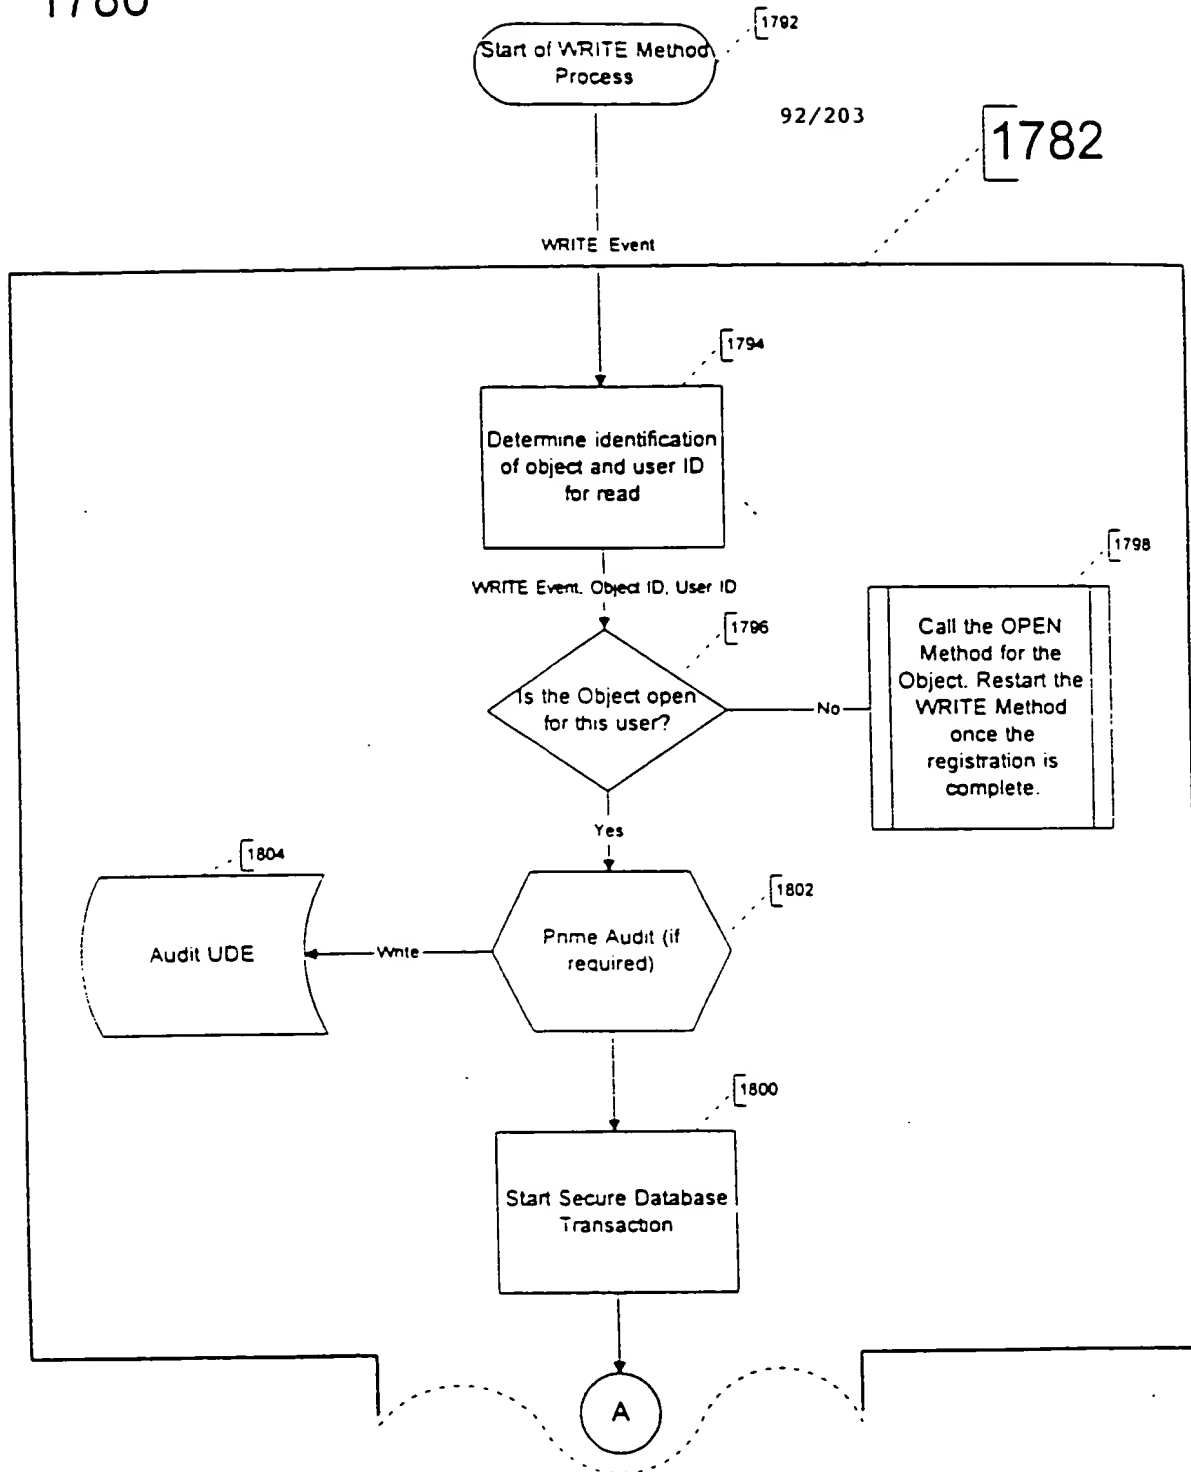 1780
1792
Start of WRITE Method
Process
92/203
1782
WRITE Event
1794
Determine identification
of object and user ID
for read
1798
WRITE Event, Object ID, User ID
1796
Call the OPEN
Method for the
Object. Restart the
WRITE Method
once the
registration is
complete.
Is the Object open
for this user?
No
Yes
1804
1802
Audit UDE
Write
Prime Audit (if
required)
1800
Start Secure Database
Transaction
A